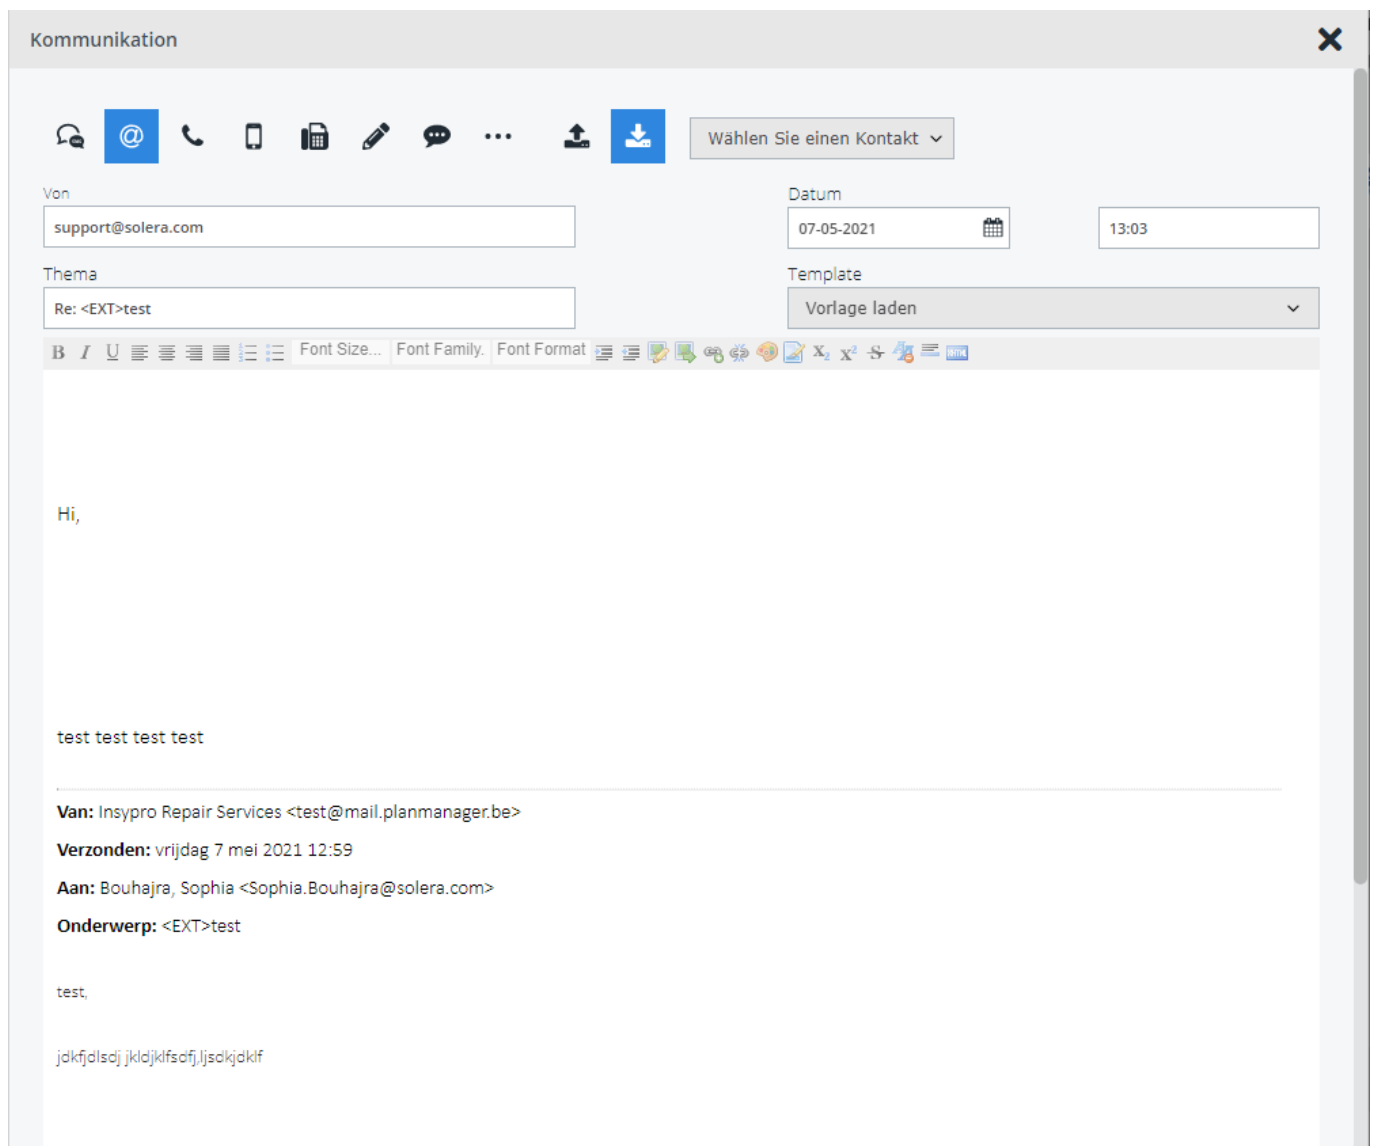 Kommunikation
@
Wählen Sie einen Kontakt
Von
Datum
support@solera.com
07-05-2021
13:03
Thema
Template
Re: <EXT>test
Vorlage laden
B I U Font Size... Font Family. Font Format X₂ X² S
Hi,
test test test test
Van: Insypro Repair Services <test@mail.planmanager.be>
Verzonden: vrijdag 7 mei 2021 12:59
Aan: Bouhajra, Sophia <Sophia.Bouhajra@solera.com>
Onderwerp: <EXT>test
test,
jdkfjdlsdj jkldjklfsdfj,ljsdkjdklf